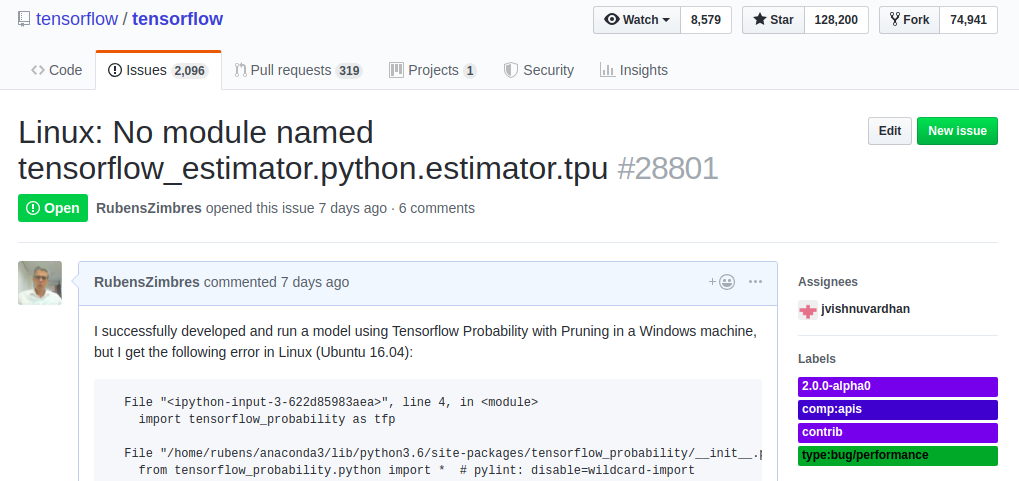 tensorflow / tensorflow
Watch 8,579 Star 128,200 Fork 74,941
Code Issues 2,096 Pull requests 319 Projects 1 Security Insights
Linux: No module named
tensorflow_estimator.python.estimator.tpu #28801
Edit New issue
Open RubensZimbres opened this issue 7 days ago · 6 comments
RubensZimbres commented 7 days ago
I successfully developed and run a model using Tensorflow Probability with Pruning in a Windows machine,
but I get the following error in Linux (Ubuntu 16.04):
File "<ipython-input-3-622d85983aea>", line 4, in <module>
import tensorflow_probability as tfp
File "/home/rubens/anaconda3/lib/python3.6/site-packages/tensorflow_probability/__init__.p
from tensorflow_probability.python import * # pylint: disable=wildcard-import
Assignees
jvishnuvardhan
Labels
2.0.0-alpha0
comp:apis
contrib
type:bug/performance